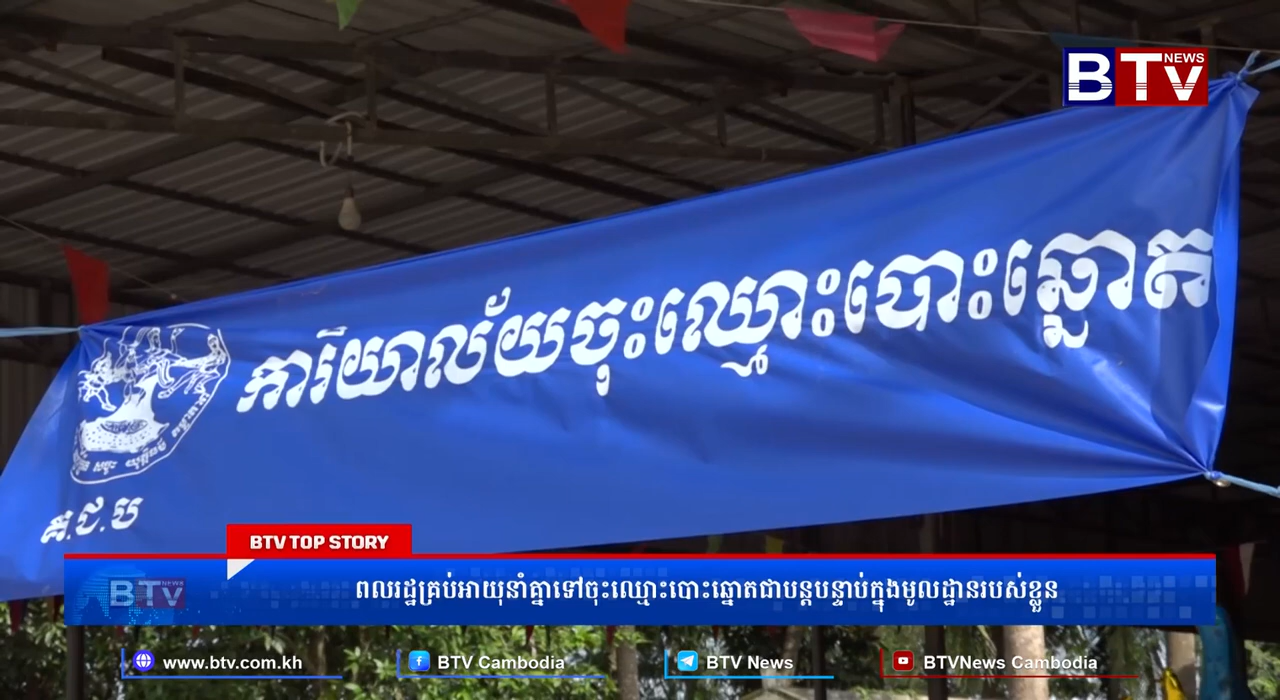 BTV NEWS
ការិយាល័យចុះឈ្មោះបោះឆ្នោត
គ.ជ.ប
BTV TOP STORY
BTV NEWS
ពលរដ្ឋគ្រប់អាយុនាំគ្នាទៅចុះឈ្មោះបោះឆ្នោតជាបន្តបន្ទាប់ក្នុងមូលដ្ឋានរបស់ខ្លួន
www.btv.com.kh
BTV Cambodia
BTV News
BTVNews Cambodia